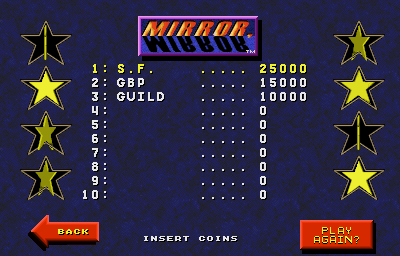 MIRROR,
MIRROR
TM
1: S.F. ..... 25000
2: GBP ..... 15000
3: GUILD ..... 10000
4: ..... 0
5: ..... 0
6: ..... 0
7: ..... 0
8: ..... 0
9: ..... 0
10: ..... 0
BACK
INSERT COINS
PLAY
AGAIN?